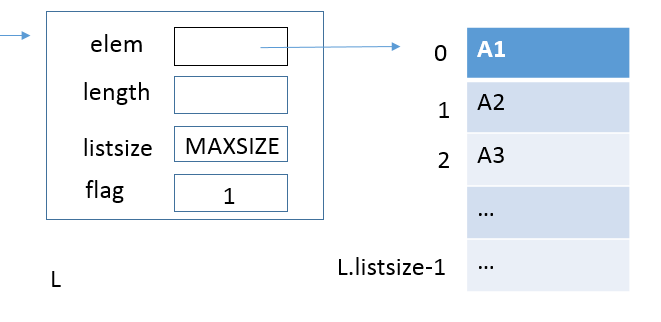 elem
length
listsize MAXSIZE
flag 1
L
0 A1
1 A2
2 A3
...
L.listsize-1 ...